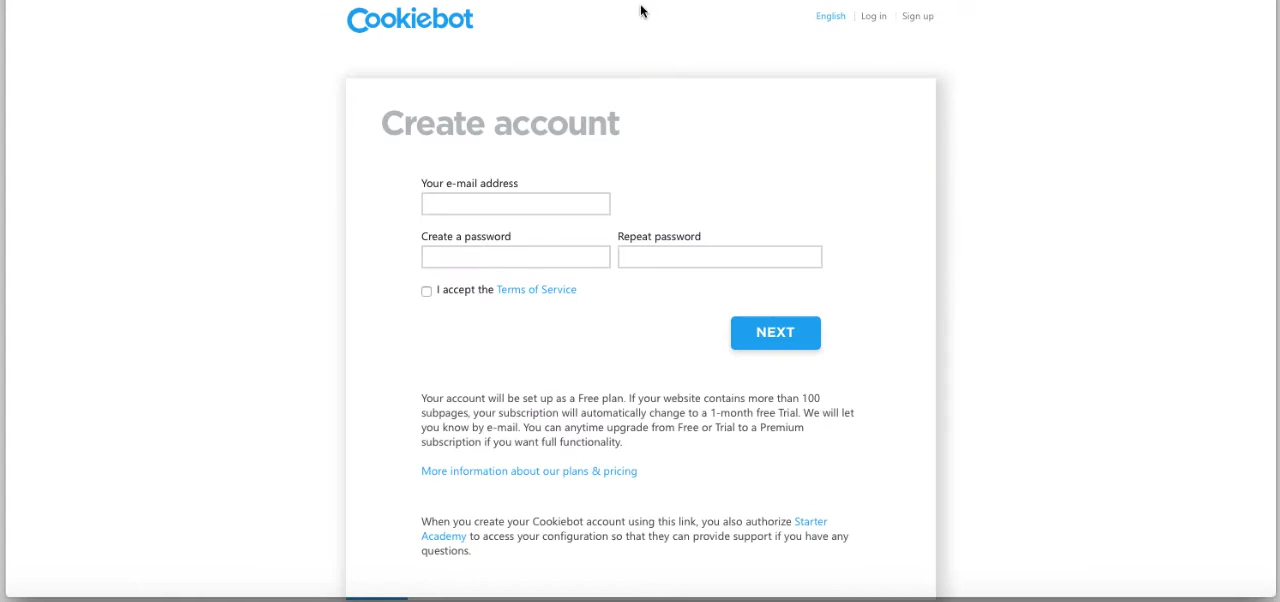 Cookiebot
English
Log in
Sign up
Create account
Your e-mail address
Create a password
Repeat password
I accept the Terms of Service
NEXT
Your account will be set up as a Free plan. If your website contains more than 100
subpages, your subscription will automatically change to a 1-month free Trial. We will let
you know by e-mail. You can anytime upgrade from Free or Trial to a Premium
subscription if you want full functionality.
More information about our plans & pricing
When you create your Cookiebot account using this link, you also authorize Starter
Academy to access your configuration so that they can provide support if you have any
questions.